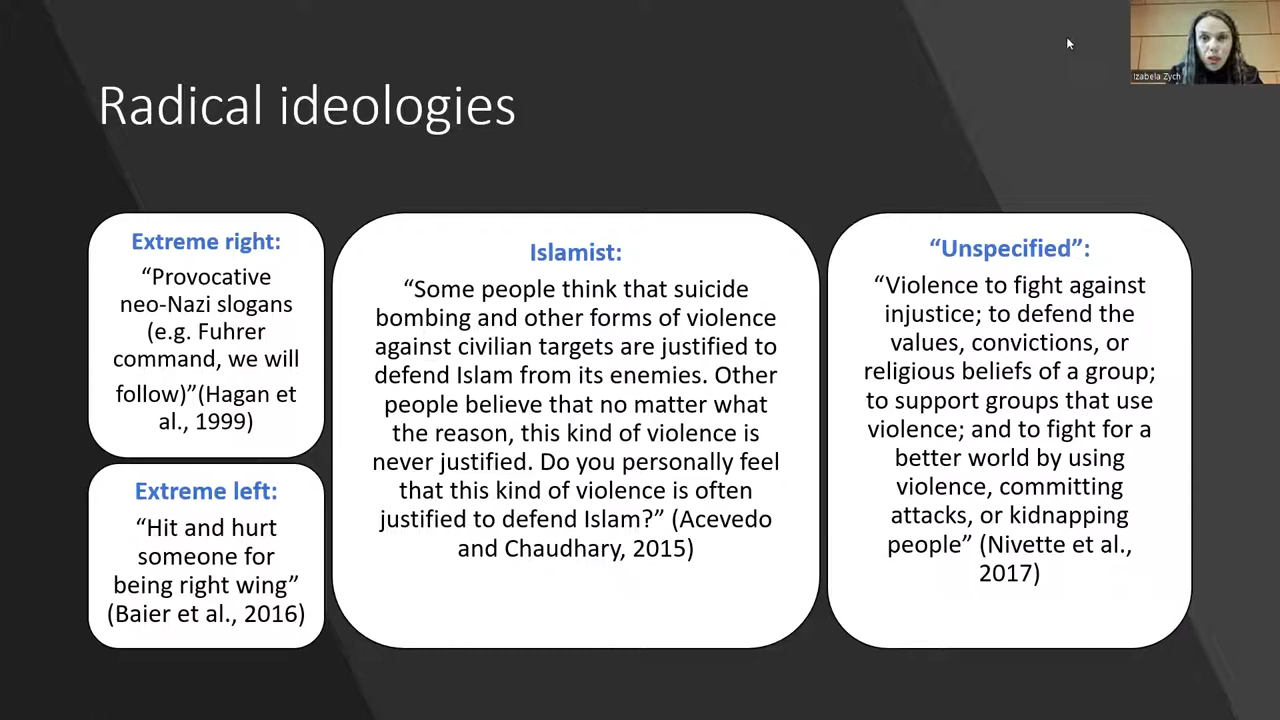 Izabela Zych
Radical ideologies
Extreme right:
“Provocative
neo-Nazi slogans
(e.g. Fuhrer
command, we will
follow)”(Hagan et
al., 1999)
Extreme left:
“Hit and hurt
someone for
being right wing”
(Baier et al., 2016)
Islamist:
“Some people think that suicide
bombing and other forms of violence
against civilian targets are justified to
defend Islam from its enemies. Other
people believe that no matter what
the reason, this kind of violence is
never justified. Do you personally feel
that this kind of violence is often
justified to defend Islam?” (Acevedo
and Chaudhary, 2015)
“Unspecified”:
“Violence to fight against
injustice; to defend the
values, convictions, or
religious beliefs of a group;
to support groups that use
violence; and to fight for a
better world by using
violence, committing
attacks, or kidnapping
people” (Nivette et al.,
2017)